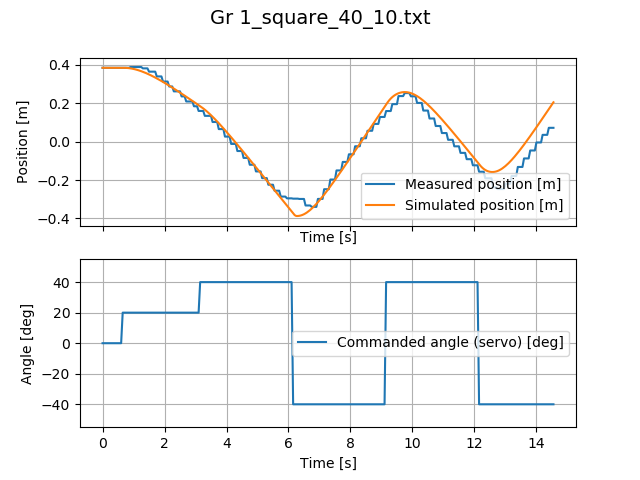 Gr 1_square_40_10.txt
0.4
0.2
0.0
−0.2
−0.4
Position [m]
Measured position [m]
Simulated position [m]
Time [s]
40
20
0
−20
−40
Angle [deg]
Commanded angle (servo) [deg]
0 2 4 6 8 10 12 14
Time [s]